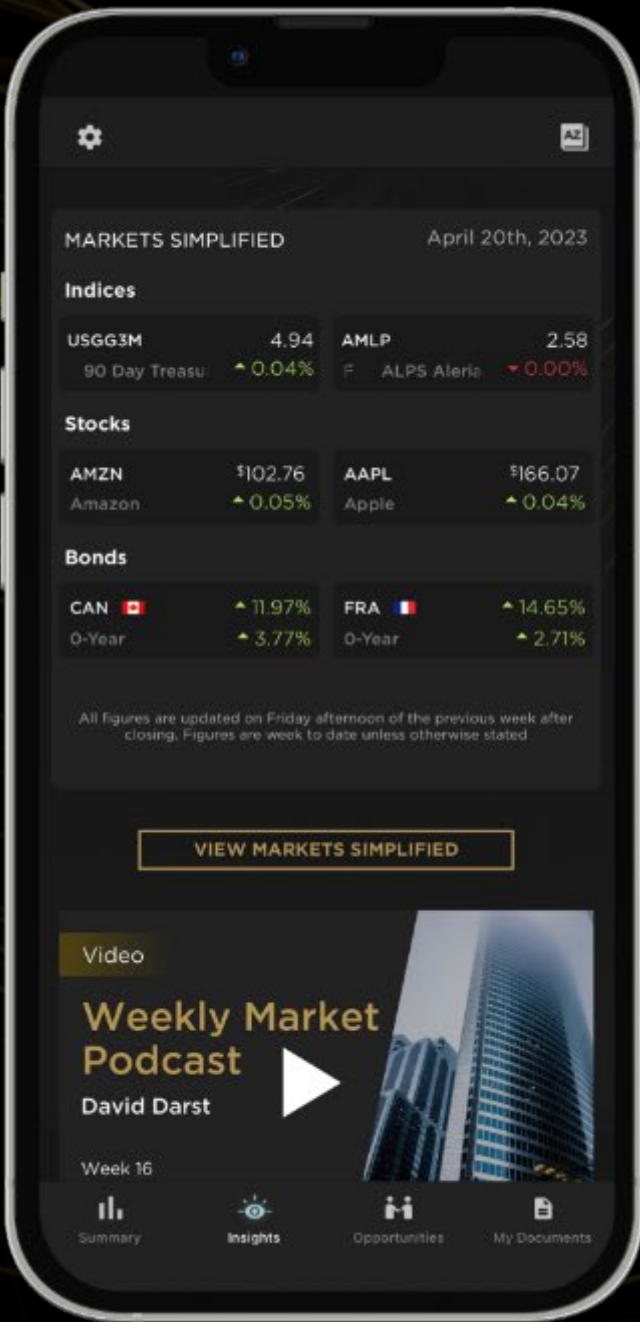 AZ
MARKETS SIMPLIFIED April 20th, 2023
Indices
USGG3M 4.94 AMLP 2.58
90 Day Treasu 0.04% F ALPS Aleria 0.00%
Stocks
AMZN $102.76 AAPL $166.07
Amazon 0.05% Apple 0.04%
Bonds
CAN 11.97% FRA 14.65%
0-Year 3.77% 0-Year 2.71%
All figures are updated on Friday afternoon of the previous week after
closing. Figures are week to date unless otherwise stated
VIEW MARKETS SIMPLIFIED
Video
Weekly Market
Podcast
David Darst
Week 16
Summary Insights Opportunities My Documents